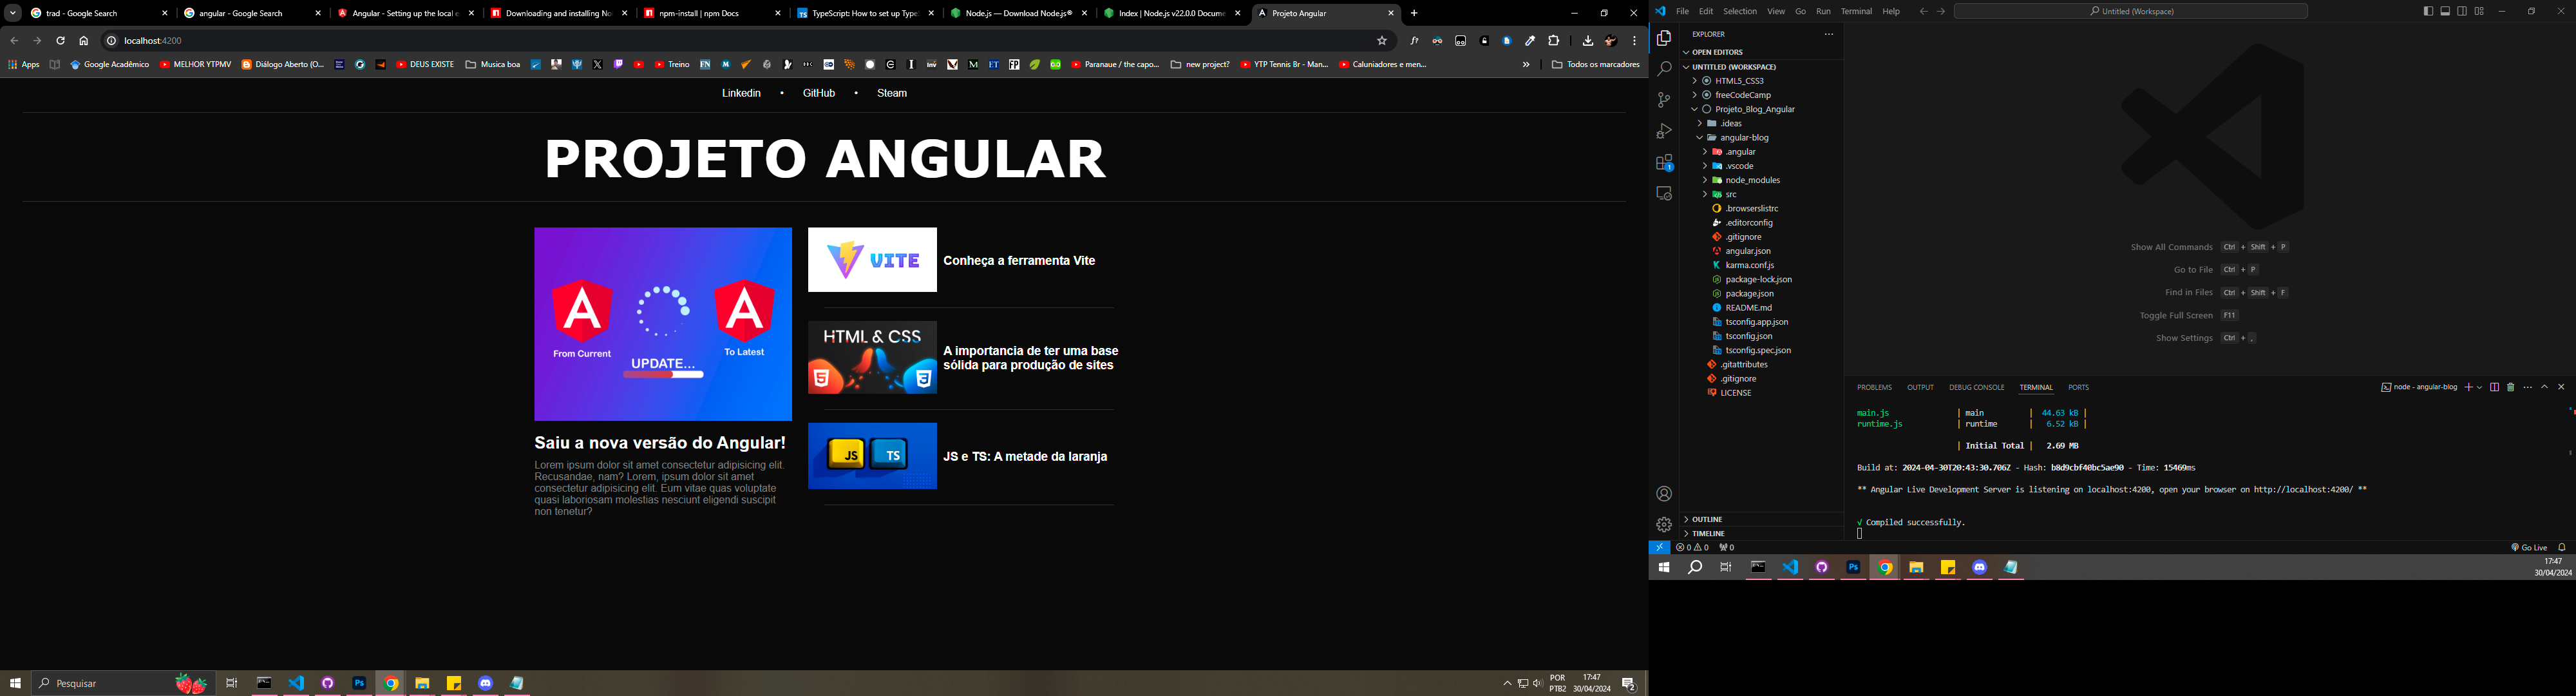 trad - Google Search
angular - Google Search
Angular - Setting up the local e
Downloading and installing No
npm-install | npm Docs
TypeScript: How to set up Type
Node.js — Download Node.js®
Index | Node.js v22.0.0 Docume
Projeto Angular
localhost:4200
Apps
Google Acadêmico
MELHOR YTPMV
Diálogo Aberto (O...
DEUS EXISTE
Musica boa
Treino
Paranaue / the capo...
new project?
YTP Tennis Br - Man...
Caluniadores e men...
Todos os marcadores
Linkedin • GitHub • Steam
PROJETO ANGULAR
From Current
To Latest
UPDATE...
Saiu a nova versão do Angular!
Lorem ipsum dolor sit amet consectetur adipisicing elit.
Recusandae, nam? Lorem, ipsum dolor sit amet
consectetur adipisicing elit. Eum vitae quas voluptate
quasi laboriosam molestias nesciunt eligendi suscipit
non tenetur?
VITE
Conheça a ferramenta Vite
HTML & CSS
A importancia de ter uma base
sólida para produção de sites
JS
TS
JS e TS: A metade da laranja
Pesquisar
POR
PTB2
17:47
30/04/2024
2
File Edit Selection View Go Run Terminal Help
Untitled (Workspace)
EXPLORER
OPEN EDITORS
UNTITLED (WORKSPACE)
HTML5_CSS3
freeCodeCamp
Projeto_Blog_Angular
.ideas
angular-blog
.angular
.vscode
node_modules
src
.browserslistrc
.editorconfig
.gitignore
angular.json
karma.conf.js
package-lock.json
package.json
README.md
tsconfig.app.json
tsconfig.json
tsconfig.spec.json
.gitattributes
.gitignore
LICENSE
OUTLINE
TIMELINE
Show All Commands Ctrl + Shift + P
Go to File Ctrl + P
Find in Files Ctrl + Shift + F
Toggle Full Screen F11
Show Settings Ctrl + ,
PROBLEMS OUTPUT DEBUG CONSOLE TERMINAL PORTS
node - angular-blog
main.js | main | 44.63 kB |
runtime.js | runtime | 6.52 kB |
| Initial Total | 2.69 MB
Build at: 2024-04-30T20:43:30.706Z - Hash: b8d9cbf40bc5ae90 - Time: 15469ms
** Angular Live Development Server is listening on localhost:4200, open your browser on http://localhost:4200/ **
√ Compiled successfully.
0 0 0
Go Live
17:47
30/04/2024